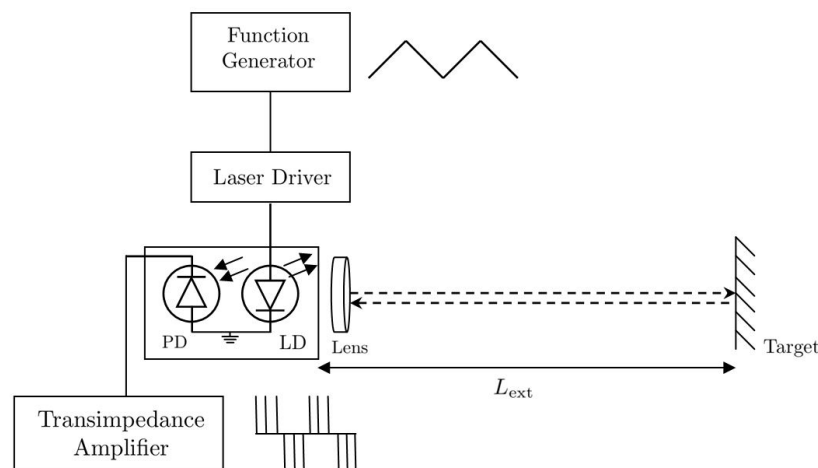 Function
Generator
Laser Driver
PD
LD
Lens
Target
L_ext
Transimpedance
Amplifier